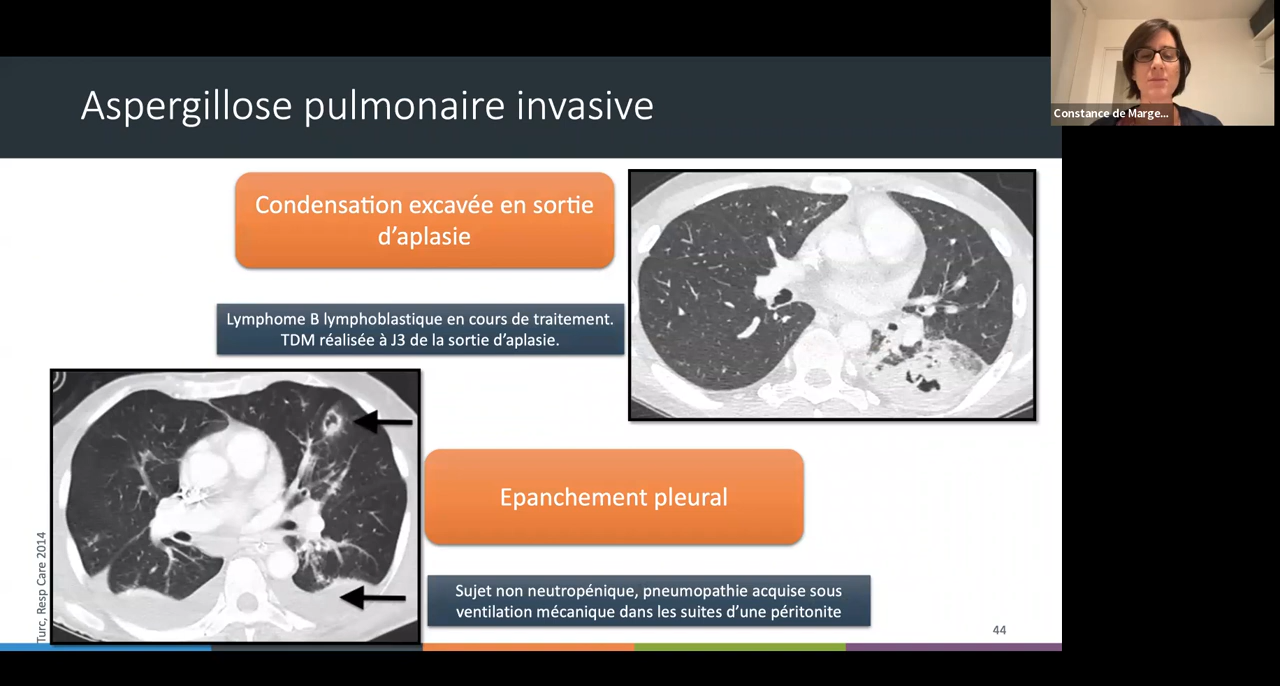 Aspergillose pulmonaire invasive
Constance de Marge...
Condensation excavée en sortie
d'aplasie
Lymphome B lymphoblastique en cours de traitement.
TDM réalisée à J3 de la sortie d'aplasie.
Epanchement pleural
Sujet non neutropénique, pneumopathie acquise sous
ventilation mécanique dans les suites d'une péritonite
Turc, Resp Care 2014
44